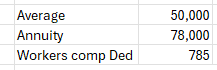 Average 50,000
Annuity 78,000
Workers comp Ded 785